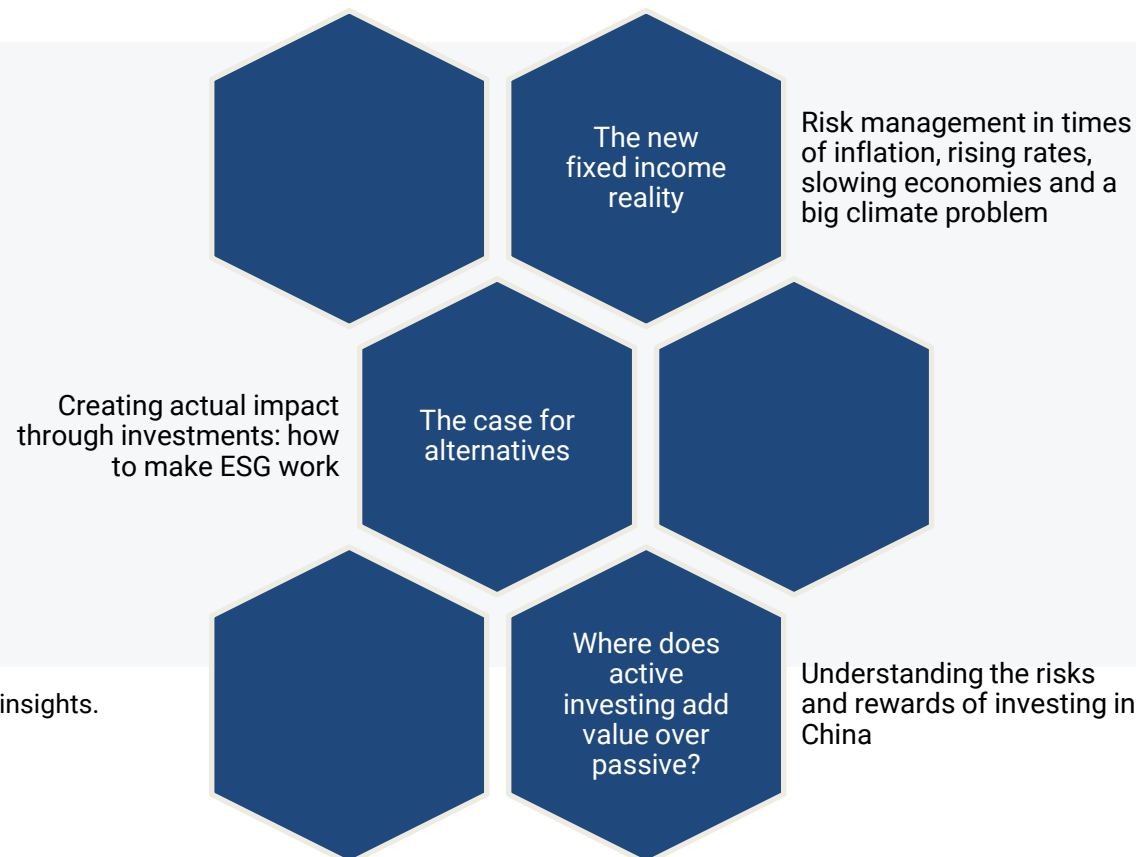 The new
fixed income
reality
Risk management in times
of inflation, rising rates,
slowing economies and a
big climate problem
Creating actual impact
through investments: how
to make ESG work
The case for
alternatives
Where does
active
investing add
value over
passive?
Understanding the risks
and rewards of investing in
China
insights.